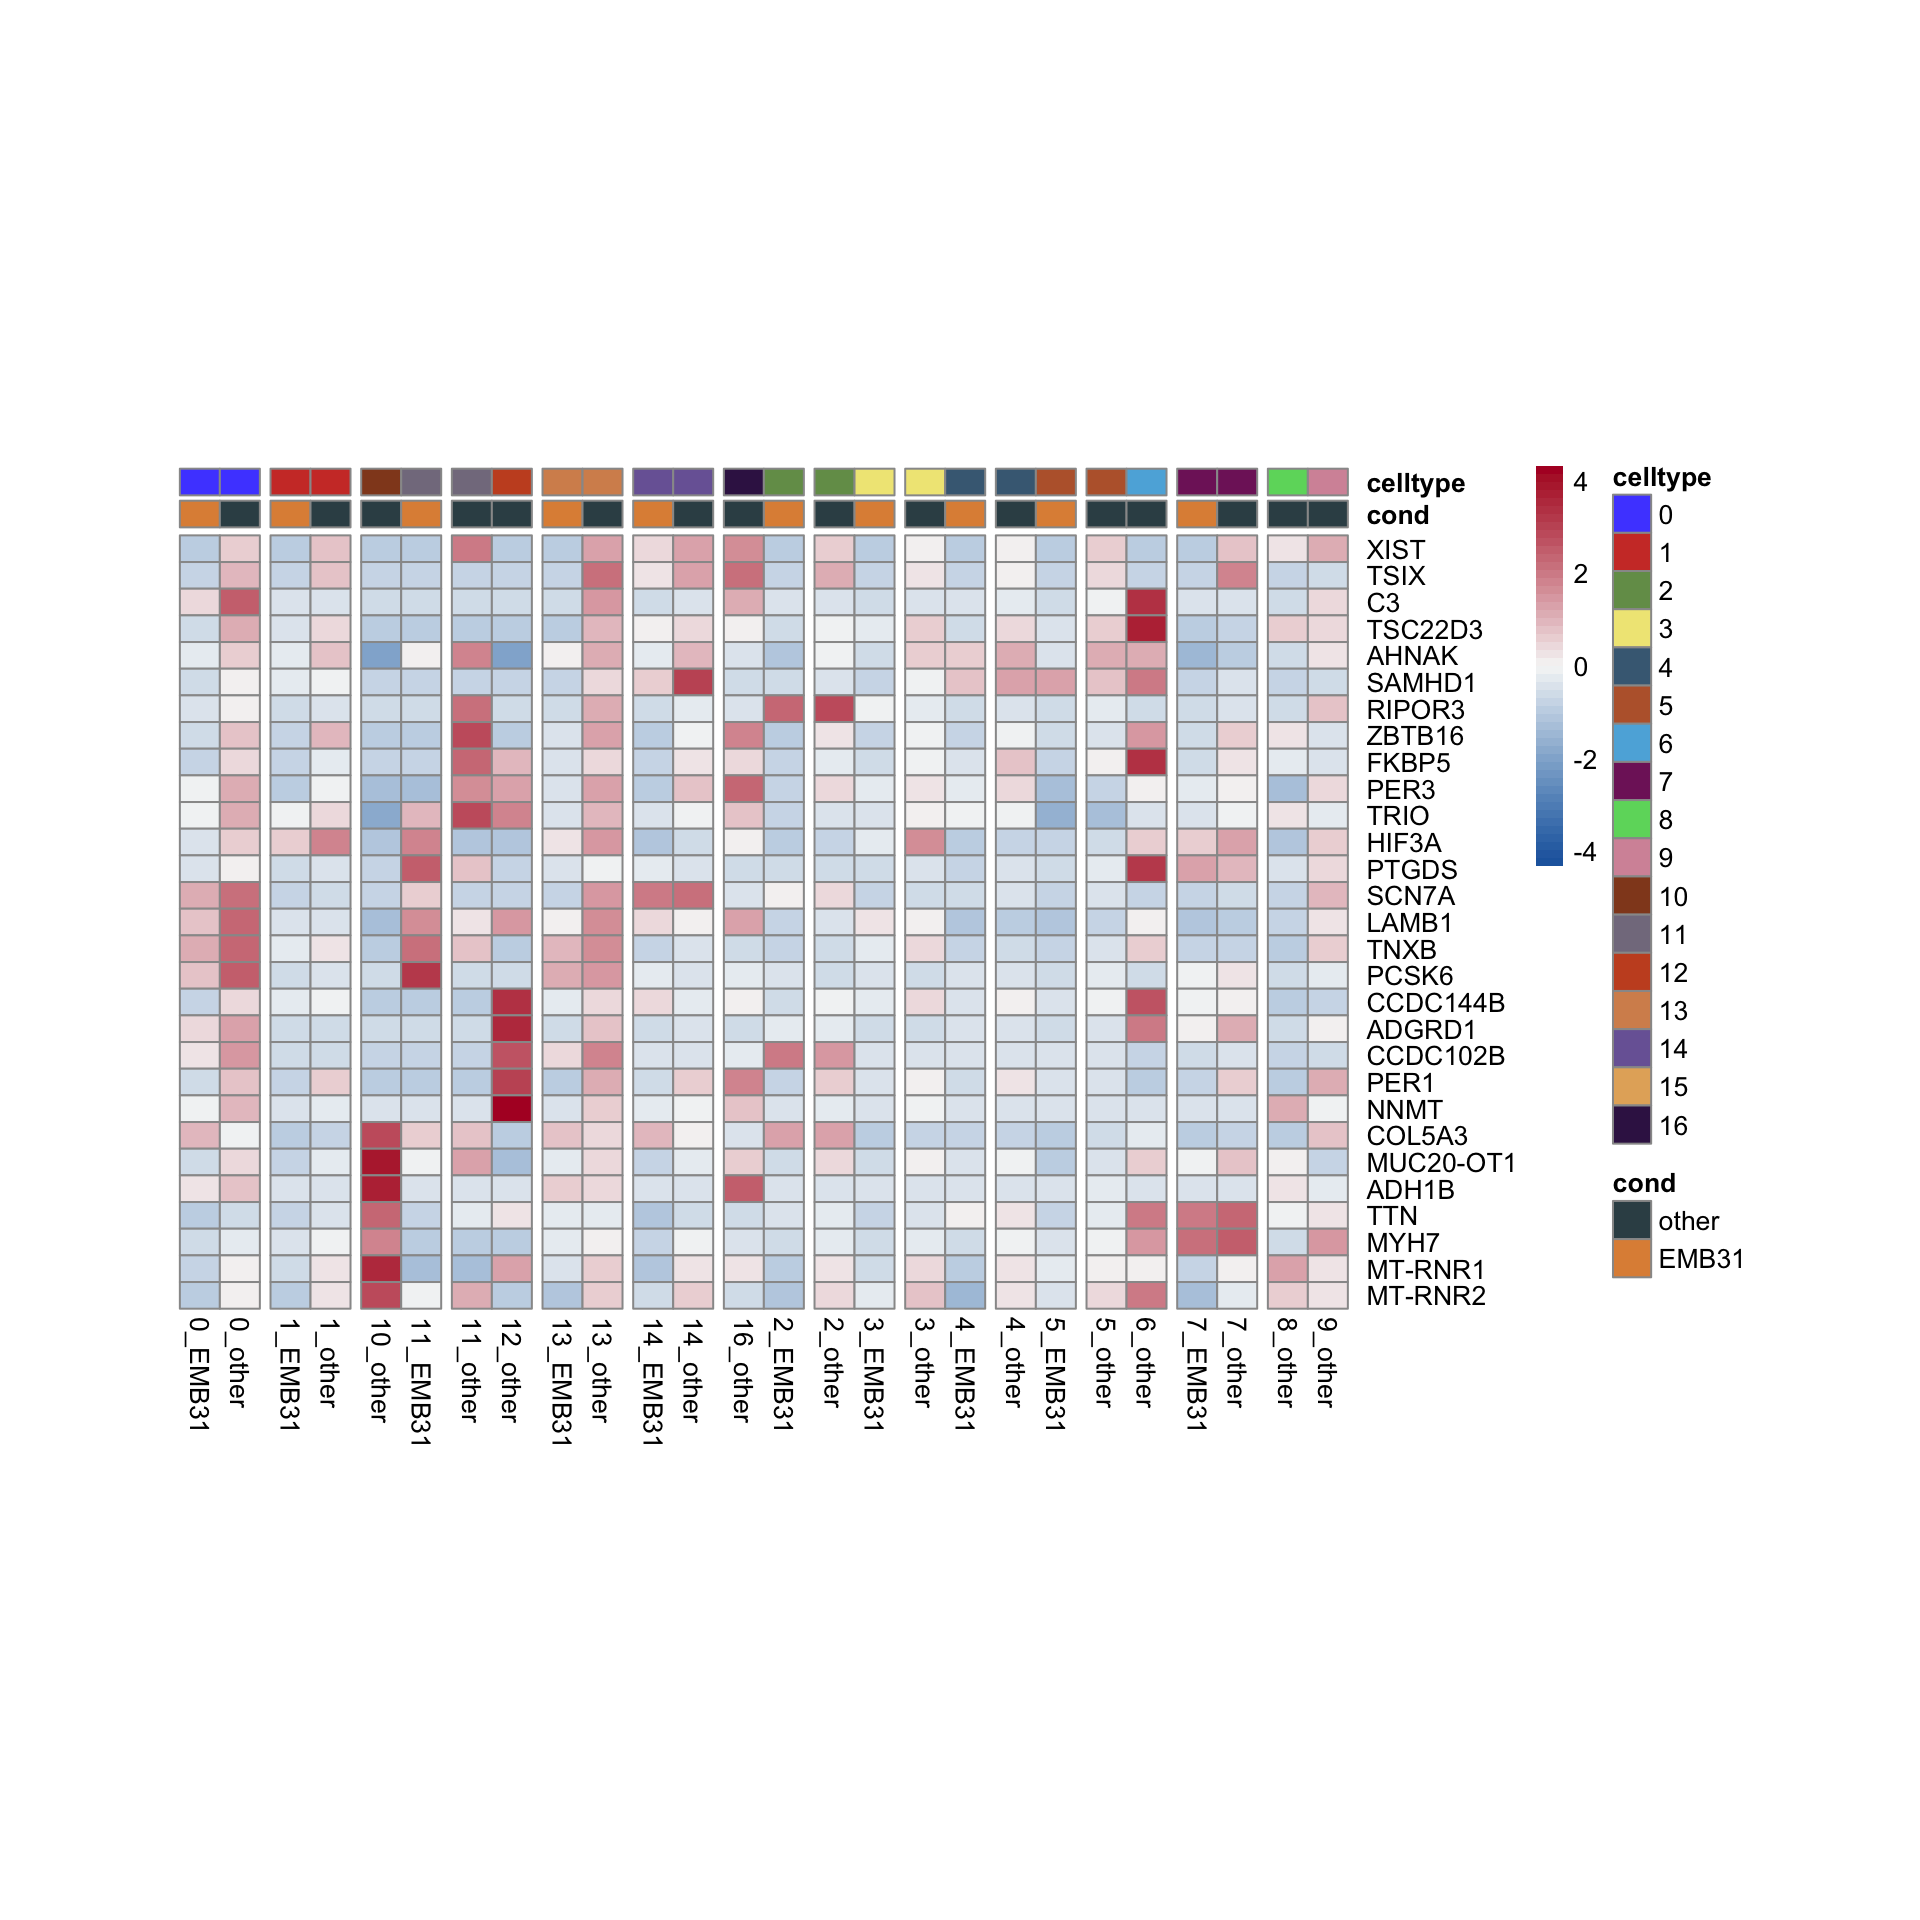 celltype
cond
XIST
TSIX
C3
TSC22D3
AHNAK
SAMHD1
RIPOR3
ZBTB16
FKBP5
PER3
TRIO
HIF3A
PTGDS
SCN7A
LAMB1
TNXB
PCSK6
CCDC144B
ADGRD1
CCDC102B
PER1
NNMT
COL5A3
MUC20-OT1
ADH1B
TTN
MYH7
MT-RNR1
MT-RNR2
0_EMB31
0_other
1_EMB31
1_other
10_other
11_EMB31
11_other
12_other
13_EMB31
13_other
14_EMB31
14_other
16_other
2_EMB31
2_other
3_EMB31
3_other
4_EMB31
4_other
5_EMB31
5_other
6_other
7_EMB31
7_other
8_other
9_other
4
2
0
-2
-4
celltype
0
1
2
3
4
5
6
7
8
9
10
11
12
13
14
15
16
cond
other
EMB31